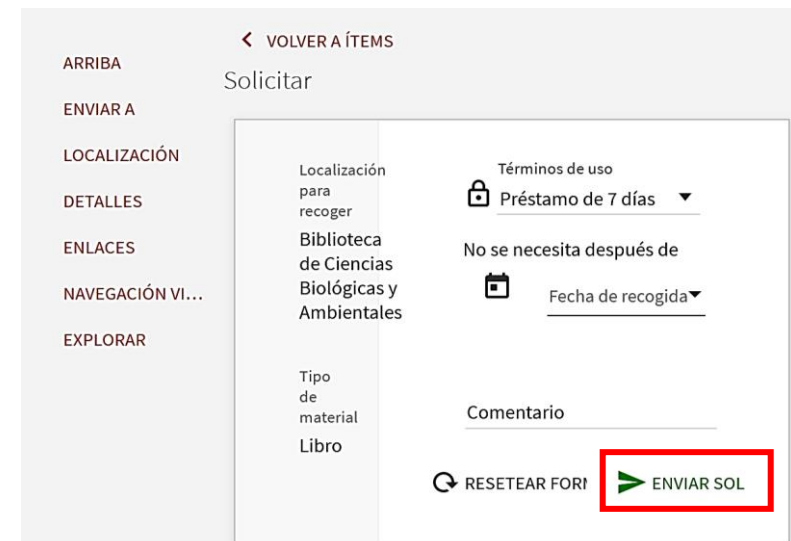 VOLVER A ÍTEMS
Solicitar
ARRIBA
ENVIAR A
LOCALIZACIÓN
DETALLES
ENLACES
NAVEGACIÓN VI...
EXPLORAR
Localización
para
recoger
Biblioteca
de Ciencias
Biológicas y
Ambientales
Tipo
de
material
Libro
Términos de uso
Préstamo de 7 días
No se necesita después de
Fecha de recogida
Comentario
RESETEAR FORM
ENVIAR SOL